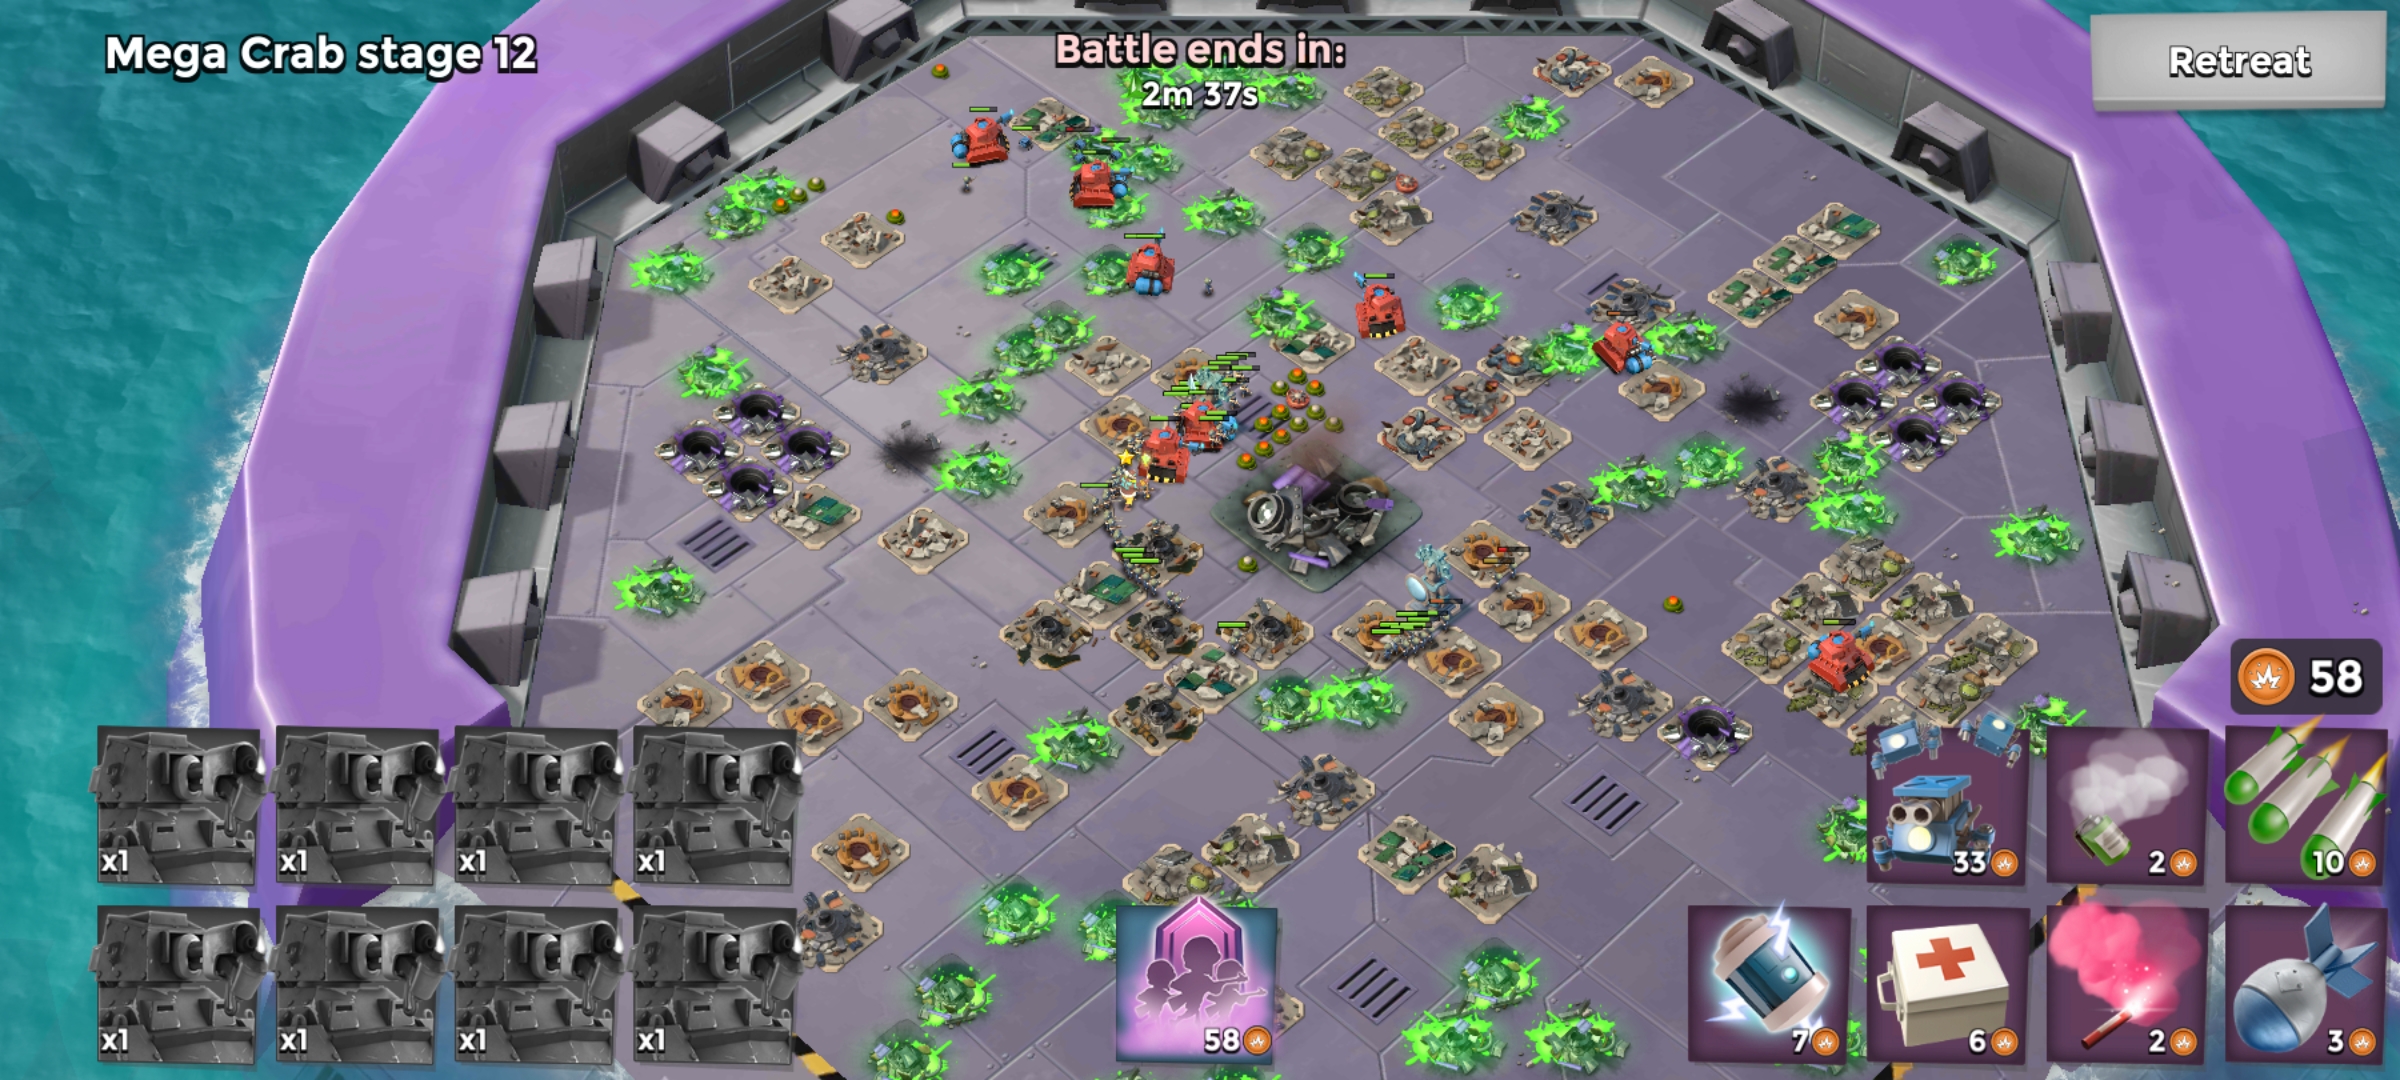 Mega Crab stage 12
Battle ends in:
2m 37s
Retreat
58
x1
x1
x1
x1
33
2
10
x1
x1
x1
x1
58
7
6
2
3